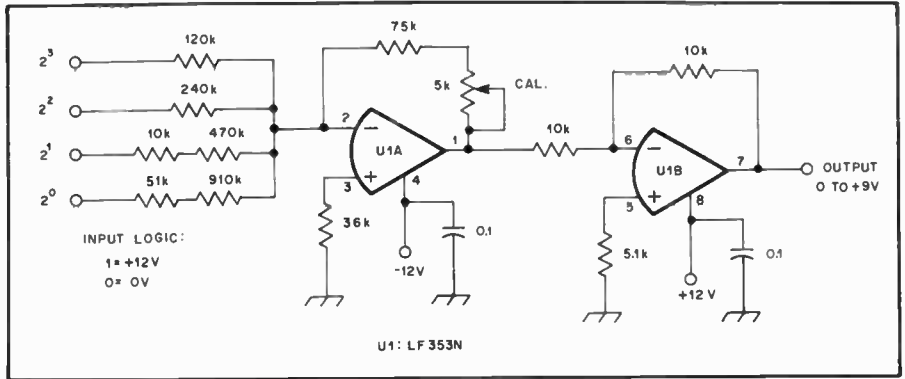 2³
120k
2²
240k
2¹
10k
470k
2⁰
51k
910k
INPUT LOGIC:
1 = +12V
0 = 0V
75k
5k
CAL.
2
−
U1A
1
3
+
4
36k
0.1
-12V
10k
10k
6
−
U1B
7
5
+
8
5.1k
0.1
+12V
OUTPUT
0 TO +9V
U1: LF353N